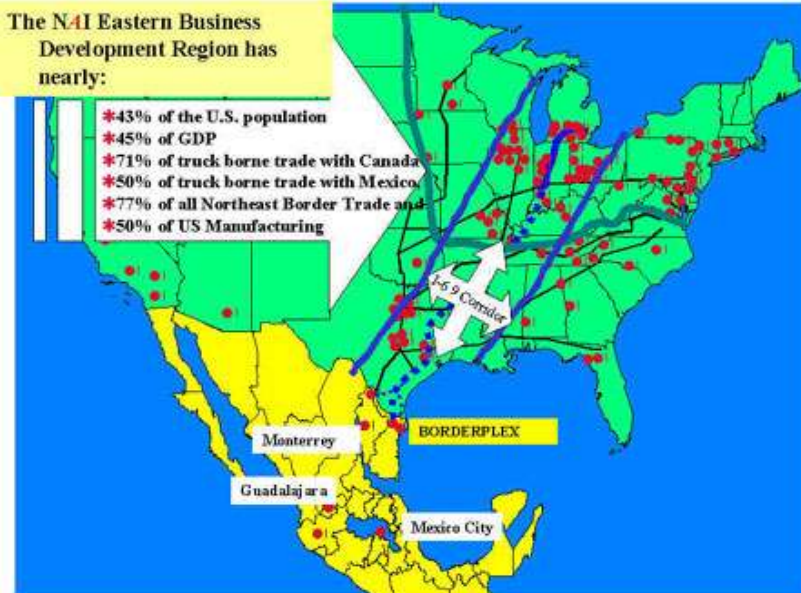 The NAI Eastern Business
Development Region has
nearly:
*43% of the U.S. population
*45% of GDP
*71% of truck borne trade with Canada
*50% of truck borne trade with Mexico,
*77% of all Northeast Border Trade and
*50% of US Manufacturing
I-69 Corridor
BORDERPLEX
Monterrey
Guadalajara
Mexico City